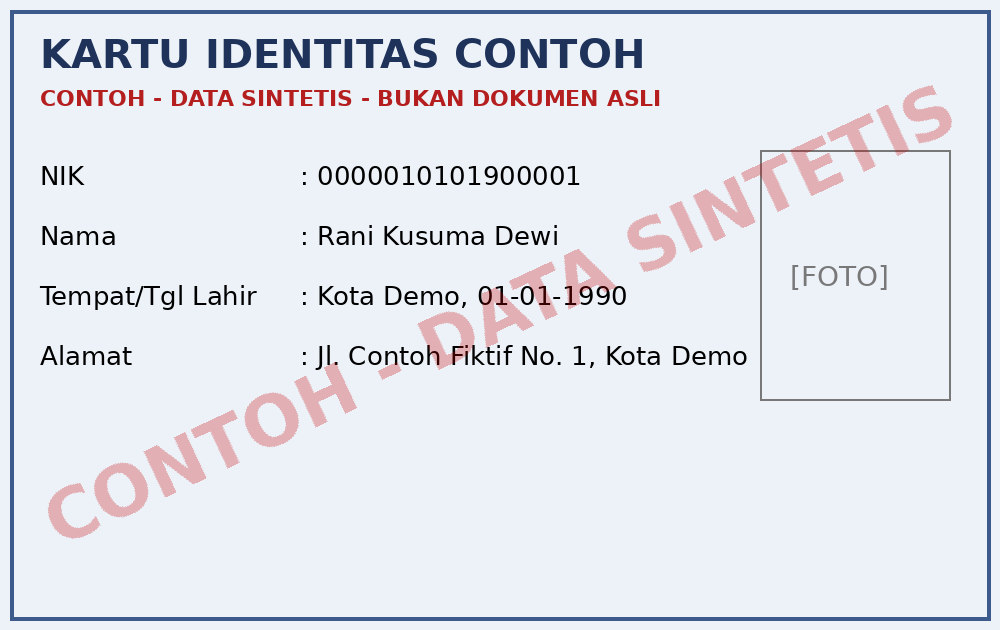 KARTU IDENTITAS CONTOH
CONTOH - DATA SINTETIS - BUKAN DOKUMEN ASLI
NIK : 0000010101900001
Nama : Rani Kusuma Dewi
Tempat/Tgl Lahir : Kota Demo, 01-01-1990
Alamat : Jl. Contoh Fiktif No. 1, Kota Demo
[FOTO]
CONTOH - DATA SINTETIS